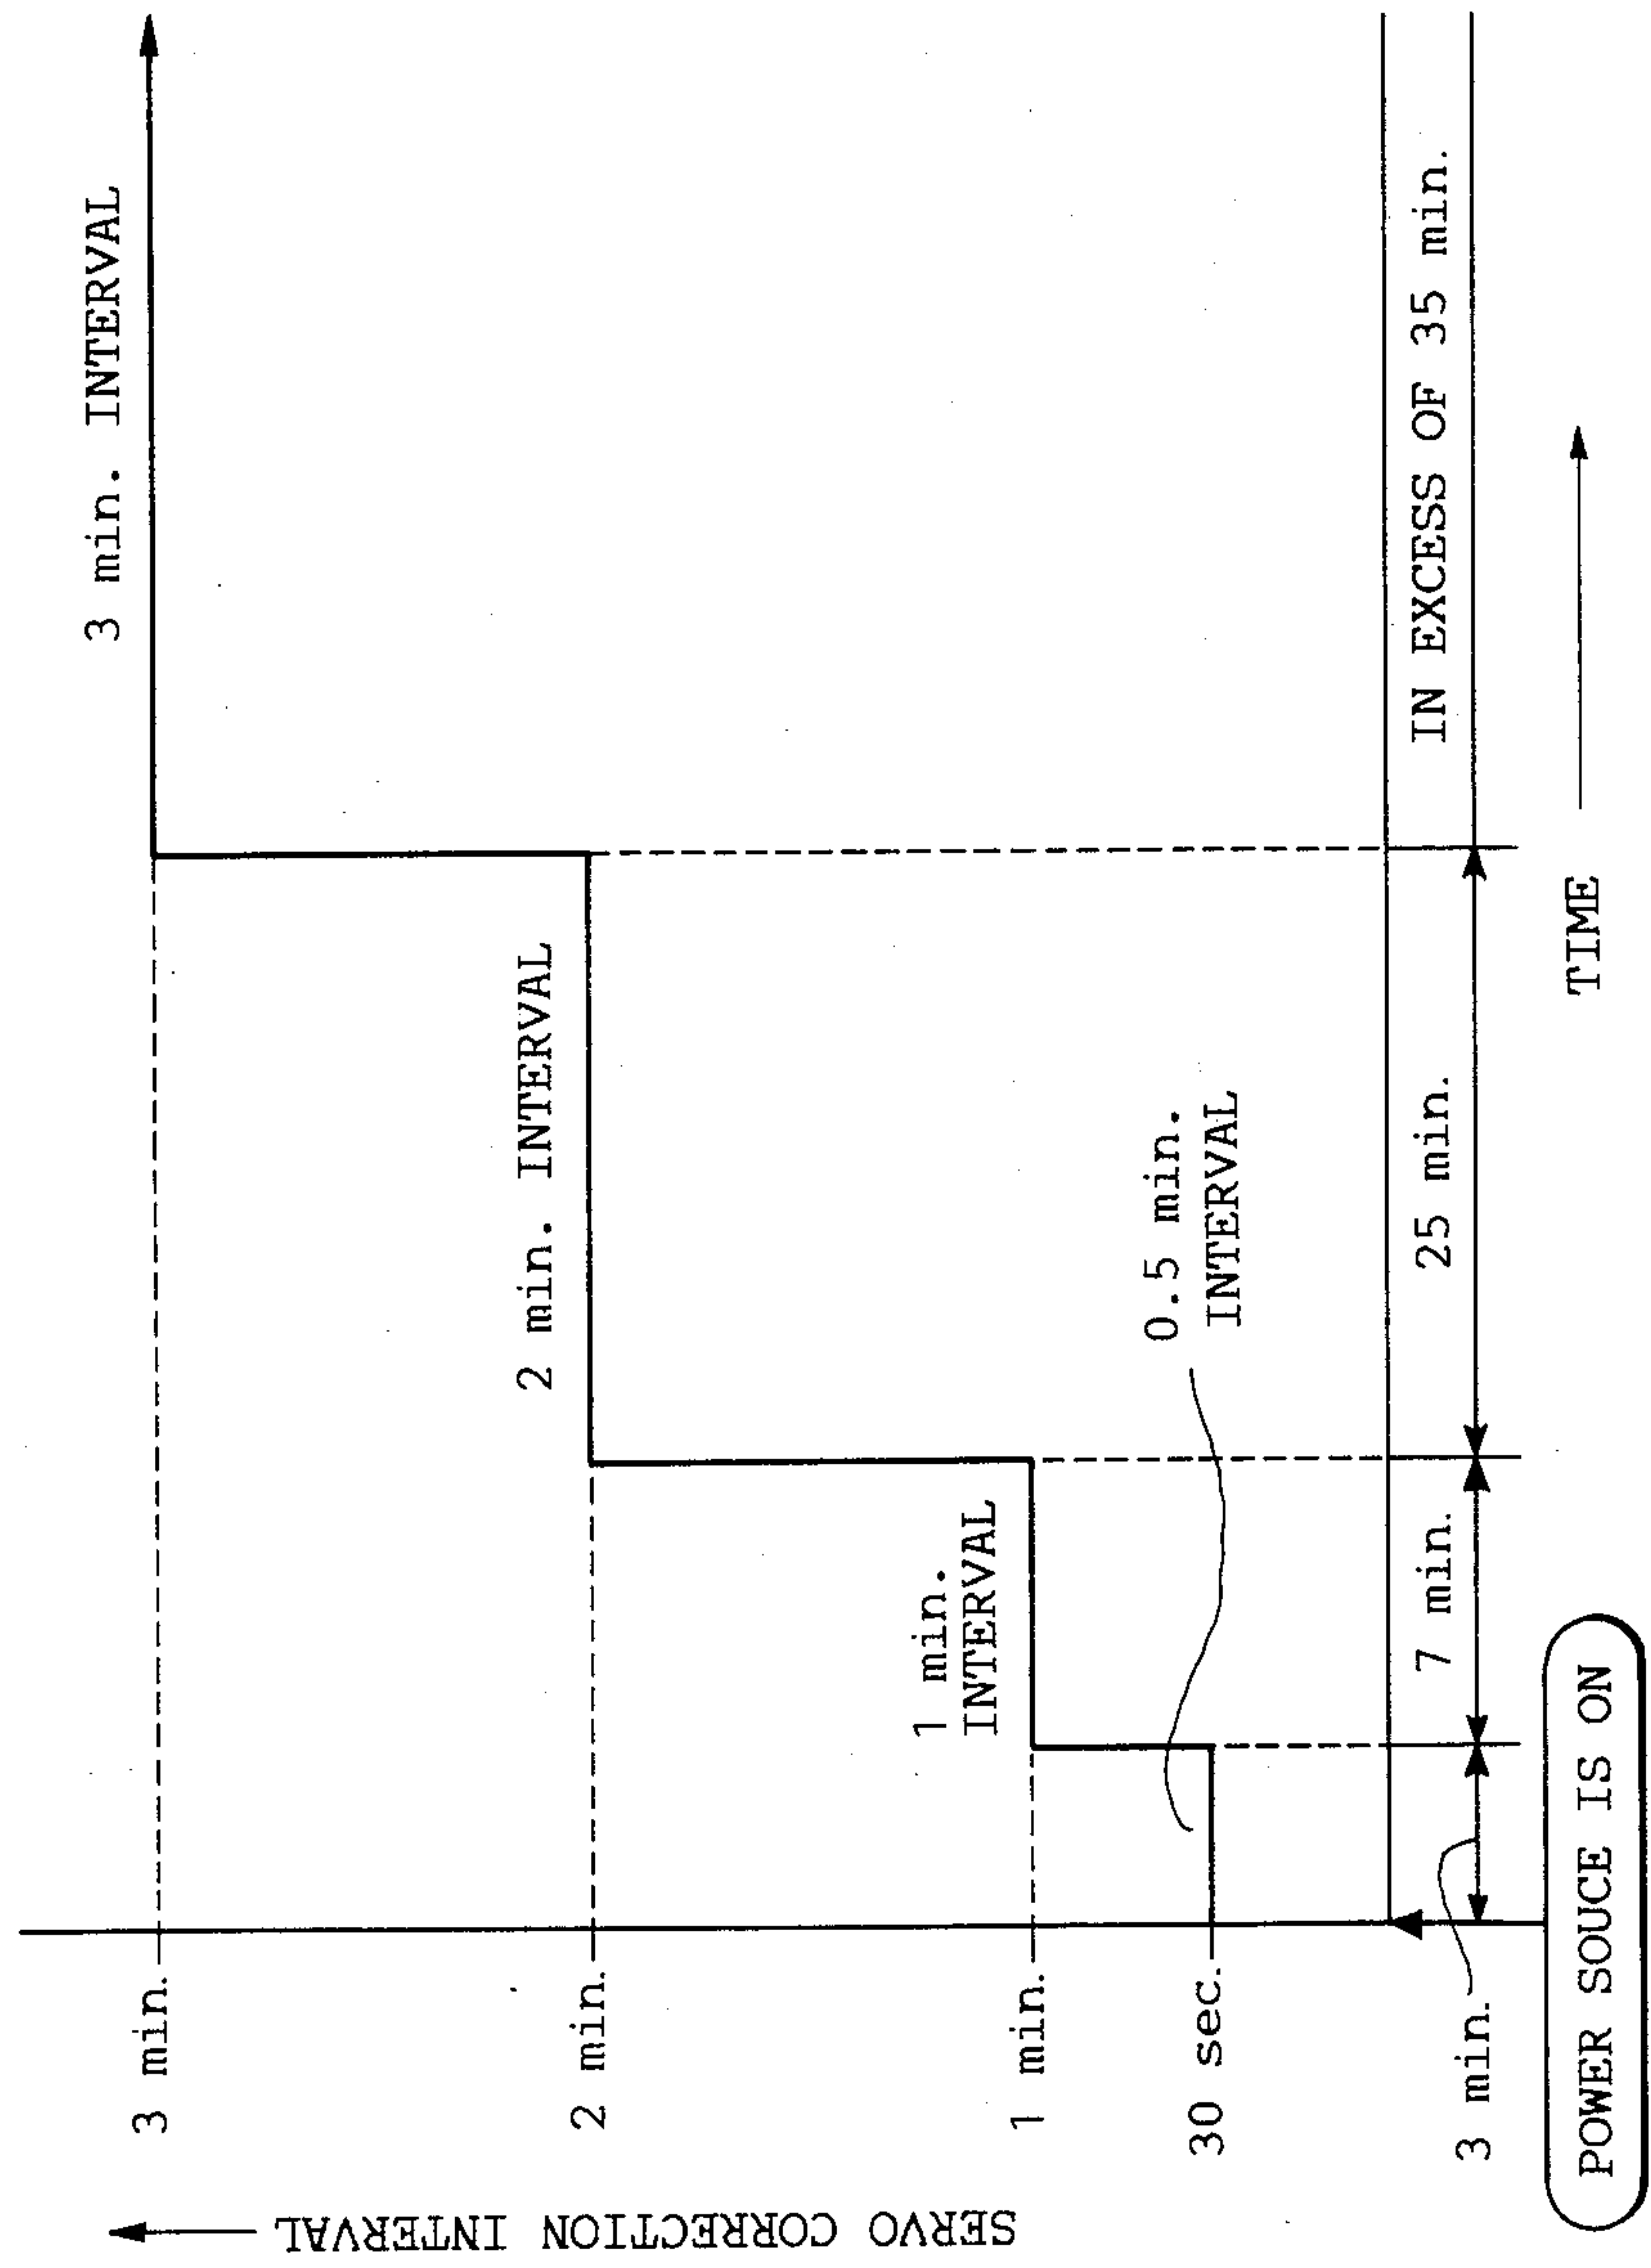 SERVO CORRECTION INTERVAL
3 min.
2 min.
1 min.
30 sec.
3 min. INTERVAL
2 min. INTERVAL
1 min.
INTERVAL
0.5 min.
INTERVAL
3 min.
7 min.
25 min.
IN EXCESS OF 35 min.
TIME
POWER SOUCE IS ON